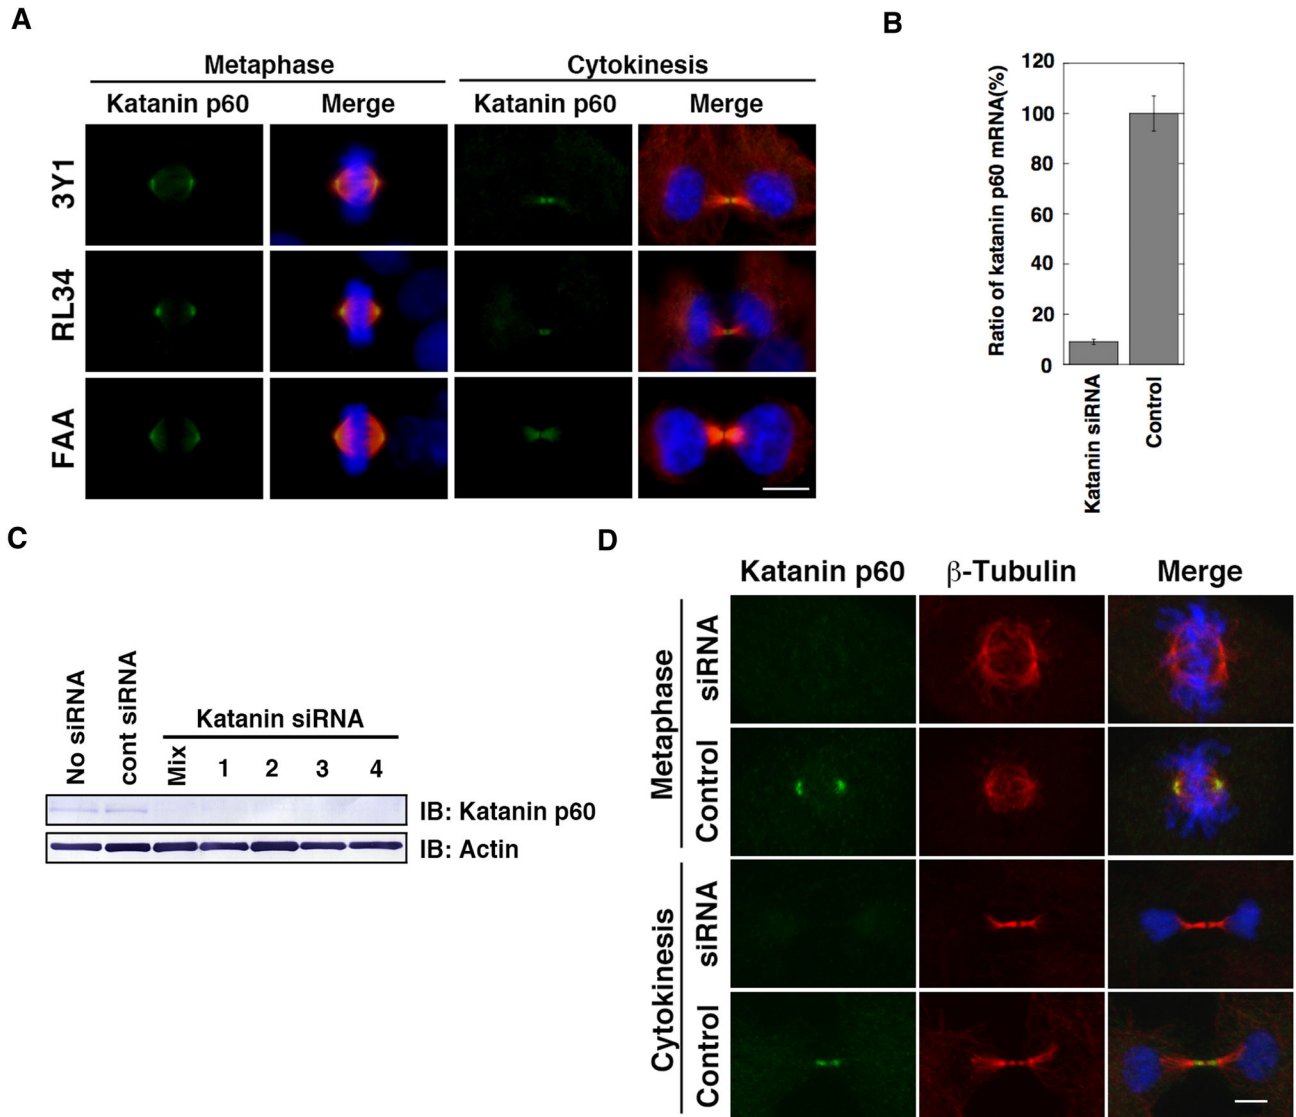 A
Metaphase
Cytokinesis
Katanin p60
Merge
Katanin p60
Merge
3Y1
RL34
FAA
B
Ratio of katanin p60 mRNA(%)
120
100
80
60
40
20
0
Katanin siRNA
Control
C
No siRNA
cont siRNA
Katanin siRNA
Mix
1
2
3
4
IB: Katanin p60
IB: Actin
D
Katanin p60
β-Tubulin
Merge
Metaphase
siRNA
Control
Cytokinesis
siRNA
Control